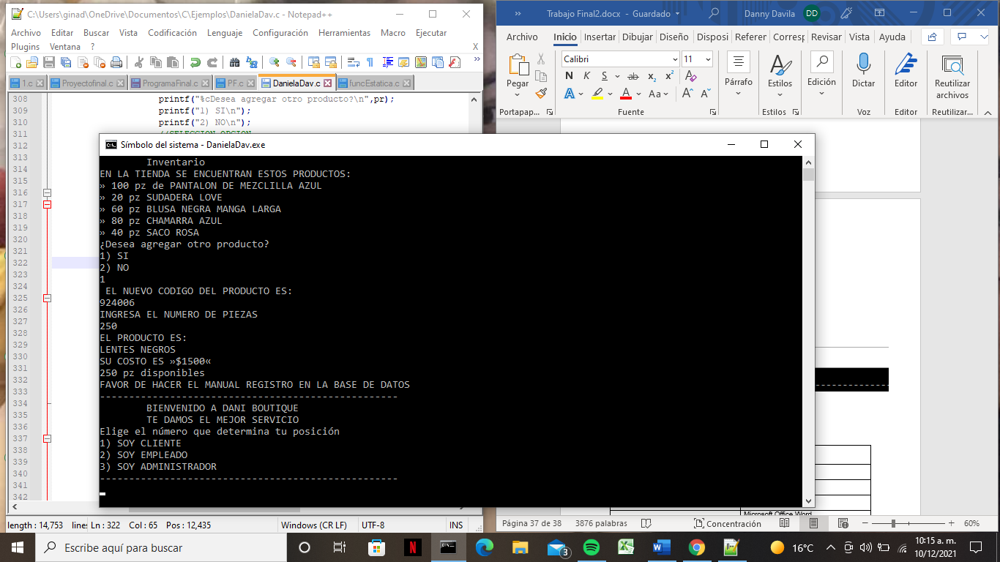 C:\Users\ginad\OneDrive\Documentos\C\Ejemplos\DanielaDav.c - Notepad++
Archivo Editar Buscar Vista Codificación Lenguaje Configuración Herramientas Macro Ejecutar
Plugins Ventana ? X
1.c Proyectofinal.c ProgramaFinal.c PF.c DanielaDav.c funcEstatica.c
308 printf("%cDesea agregar otro producto?\n",pr);
309 printf("1) SI\n");
310 printf("2) NO\n");
311 //SELECCION OPCION
312
313
314
315
316
317
318
319
320
321
322
323
324
325
326
327
328
329
330
331
332
333
334
335
336
337
338
339
340
341
342
length : 14,753 lines Ln : 322 Col : 65 Pos : 12,435 Windows (CR LF) UTF-8 INS
Trabajo Final2.docx - Guardado Danny Davila DD
Archivo Inicio Insertar Dibujar Diseño Disposi Referer Corresp Revisar Vista Ayuda
Pegar
Portapap...
Calibri 11
N K S ab x₂ x²
A Aa A A
Fuente
Párrafo
Estilos
Estilos
Edición
Dictar
Voz
Editor
Editor
Reutilizar archivos
Reutilizar...
Microsoft Office Word
Página 37 de 38 3876 palabras Concentración 60%
Símbolo del sistema - DanielaDav.exe
Inventario
EN LA TIENDA SE ENCUENTRAN ESTOS PRODUCTOS:
» 100 pz de PANTALON DE MEZCLILLA AZUL
» 20 pz SUDADERA LOVE
» 60 pz BLUSA NEGRA MANGA LARGA
» 80 pz CHAMARRA AZUL
» 40 pz SACO ROSA
¿Desea agregar otro producto?
1) SI
2) NO
1
EL NUEVO CODIGO DEL PRODUCTO ES:
924006
INGRESA EL NUMERO DE PIEZAS
250
EL PRODUCTO ES:
LENTES NEGROS
SU COSTO ES »$1500«
250 pz disponibles
FAVOR DE HACER EL MANUAL REGISTRO EN LA BASE DE DATOS
---------------------------------------------------
BIENVENIDO A DANI BOUTIQUE
TE DAMOS EL MEJOR SERVICIO
Elige el número que determina tu posición
1) SOY CLIENTE
2) SOY EMPLEADO
3) SOY ADMINISTRADOR
---------------------------------------------------
Escribe aquí para buscar
3
16°C
10:15 a. m.
10/12/2021